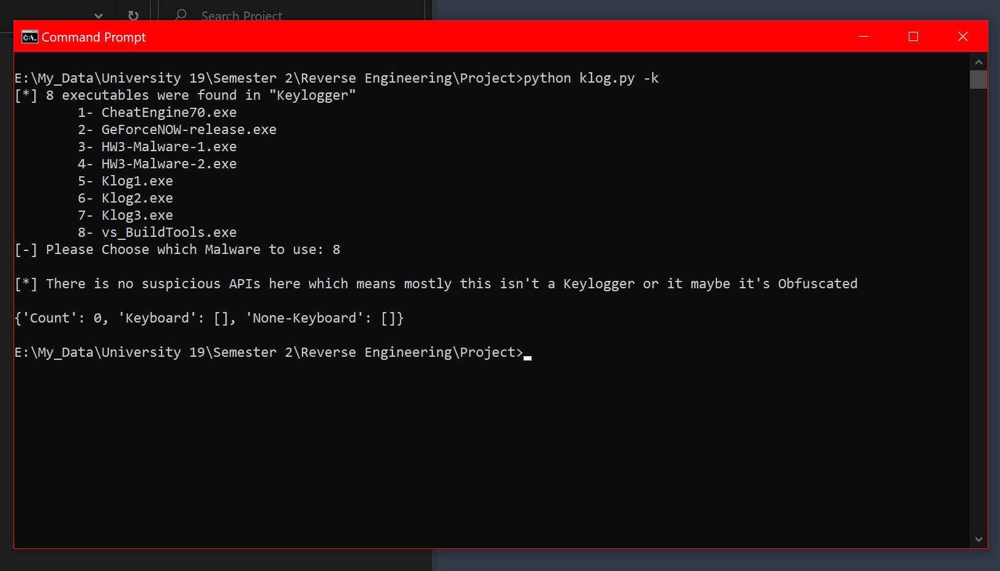 Search Project
Command Prompt
E:\My_Data\University 19\Semester 2\Reverse Engineering\Project>python klog.py -k
[*] 8 executables were found in "Keylogger"
1- CheatEngine70.exe
2- GeForceNOW-release.exe
3- HW3-Malware-1.exe
4- HW3-Malware-2.exe
5- Klog1.exe
6- Klog2.exe
7- Klog3.exe
8- vs_BuildTools.exe
[-] Please Choose which Malware to use: 8
[*] There is no suspicious APIs here which means mostly this isn't a Keylogger or it maybe it's Obfuscated
{'Count': 0, 'Keyboard': [], 'None-Keyboard': []}
E:\My_Data\University 19\Semester 2\Reverse Engineering\Project>